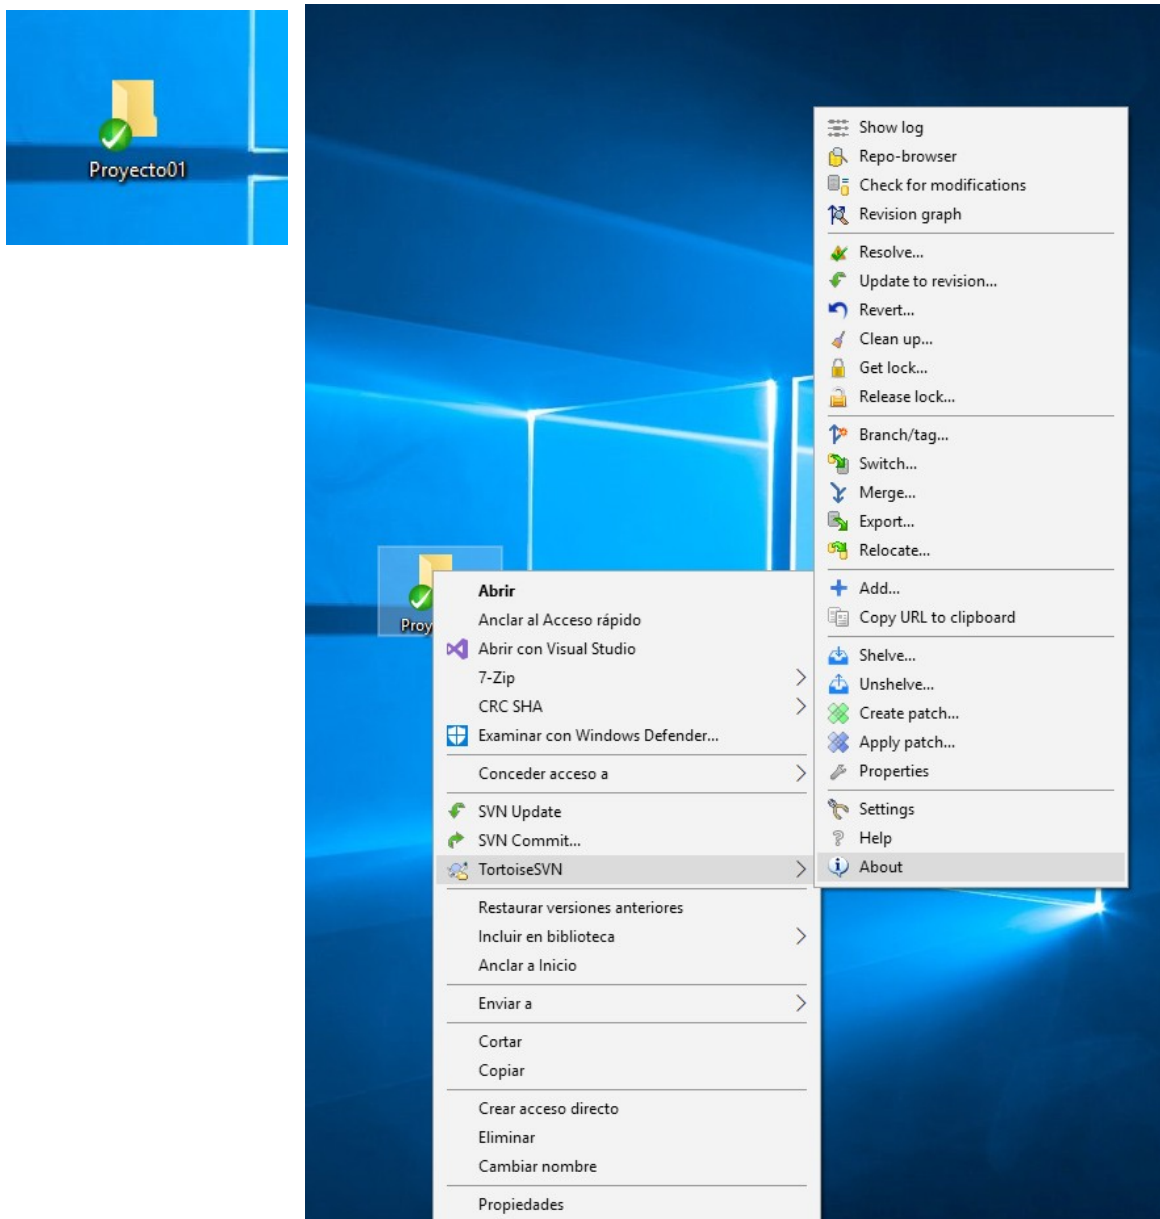 Proyecto01
Show log
Repo-browser
Check for modifications
Revision graph
Resolve...
Update to revision...
Revert...
Clean up...
Get lock...
Release lock...
Branch/tag...
Switch...
Merge...
Export...
Relocate...
Add...
Copy URL to clipboard
Shelve...
Unshelve...
Create patch...
Apply patch...
Properties
Settings
Help
About
Proy
Abrir
Anclar al Acceso rápido
Abrir con Visual Studio
7-Zip
CRC SHA
Examinar con Windows Defender...
Conceder acceso a
SVN Update
SVN Commit...
TortoiseSVN
Restaurar versiones anteriores
Incluir en biblioteca
Anclar a Inicio
Enviar a
Cortar
Copiar
Crear acceso directo
Eliminar
Cambiar nombre
Propiedades